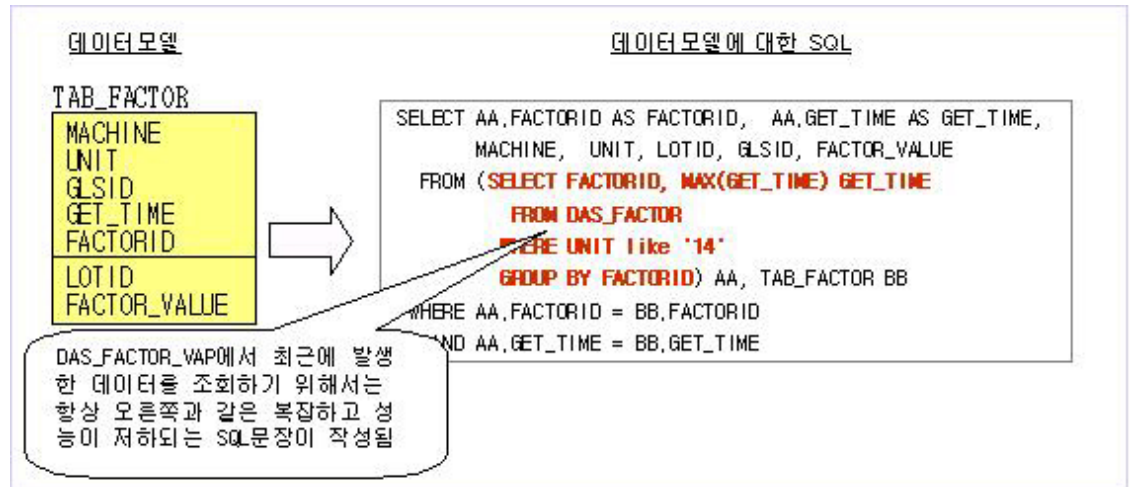 데이터모델
데이터모델에 대한 SQL
TAB_FACTOR
MACHINE
UNIT
GLSID
GET_TIME
FACTORID
LOTID
FACTOR_VALUE
SELECT AA.FACTORID AS FACTORID, AA.GET_TIME AS GET_TIME,
MACHINE, UNIT, LOTID, GLSID, FACTOR_VALUE
FROM (SELECT FACTORID, MAX(GET_TIME) GET_TIME
FROM DAS_FACTOR
WHERE UNIT like '14'
GROUP BY FACTORID) AA, TAB_FACTOR BB
WHERE AA.FACTORID = BB.FACTORID
AND AA.GET_TIME = BB.GET_TIME
DAS_FACTOR_VAP에서 최근에 발생
한 데이터를 조회하기 위해서는
항상 오른쪽과 같은 복잡하고 성
능이 저하되는 SQL문장이 작성됨